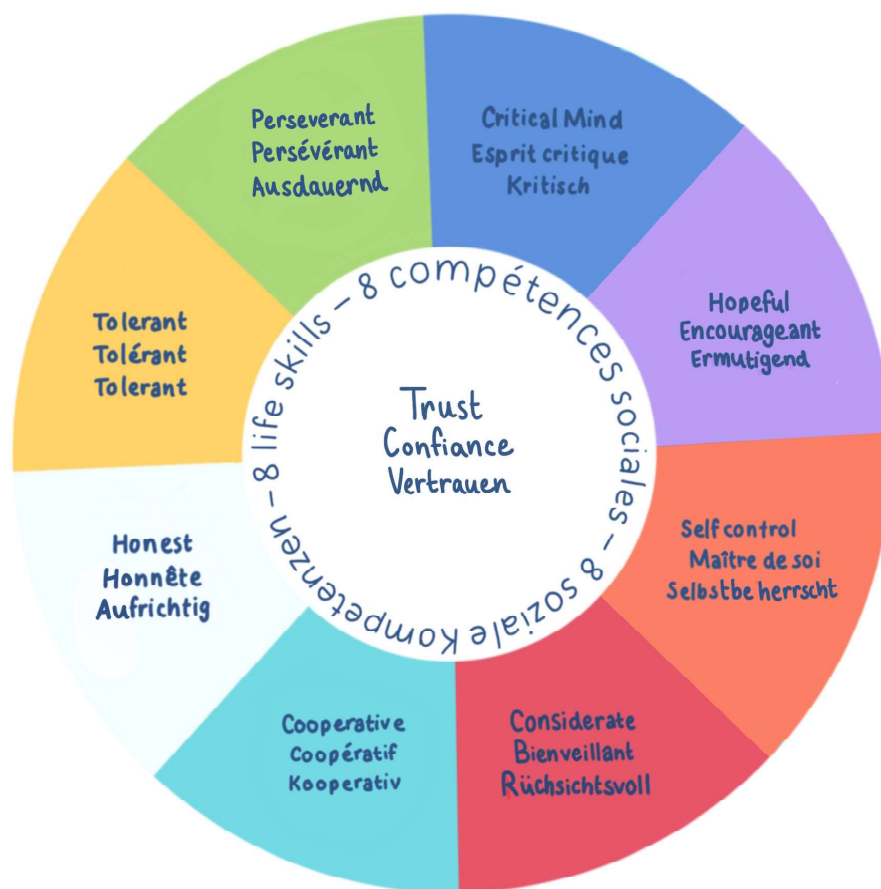 Perseverant
Persévérant
Ausdauernd
Critical Mind
Esprit critique
Kritisch
Hopeful
Encourageant
Ermutigend
Self control
Maître de soi
Selbstbe herrscht
Considerate
Bienveillant
Rüchsichtsvoll
Cooperative
Coopératif
Kooperativ
Honest
Honnête
Aufrichtig
Tolerant
Tolérant
Tolerant
8 life skills – 8 compétences sociales – 8 soziale Kompetenzen –
Trust
Confiance
Vertrauen